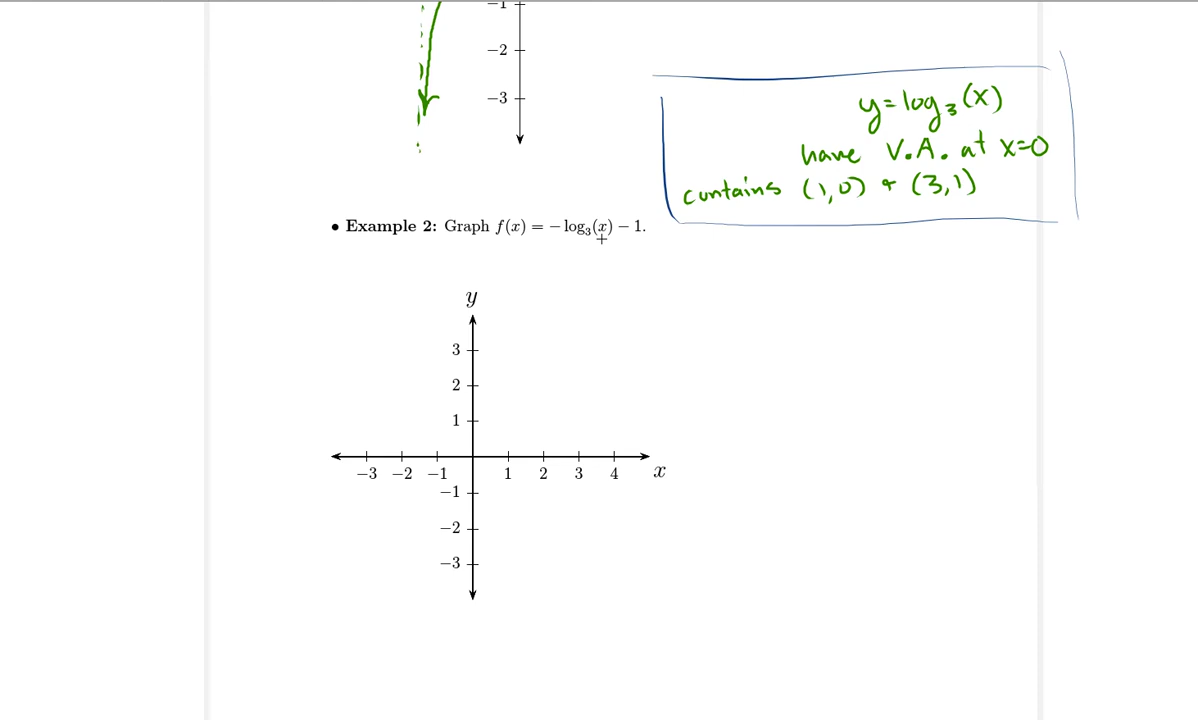 −1
−2
−3
y=log₃(x)
have V.A. at x=0
contains (1,0) + (3,1)
• Example 2: Graph f(x) = − log₃(x) − 1.
y
3
2
1
−3 −2 −1 1 2 3 4 x
−1
−2
−3